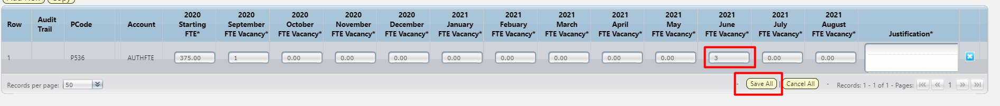 Add New Copy
Row Audit Trail PCode Account 2020 Starting FTE* 2020 September FTE Vacancy* 2020 October FTE Vacancy* 2020 November FTE Vacancy* 2020 December FTE Vacancy* 2021 January FTE Vacancy* 2021 Febuary FTE Vacancy* 2021 March FTE Vacancy* 2021 April FTE Vacancy* 2021 May FTE Vacancy* 2021 June FTE Vacancy* 2021 July FTE Vacancy* 2021 August FTE Vacancy* Justification*
1 P536 AUTHFTE 375.00 1 0.00 0.00 0.00 0.00 0.00 0.00 0.00 0.00 3 0.00 0.00
Records per page: 50 - Save All | Cancel All - Records: 1 - 1 of 1 - Pages: 1